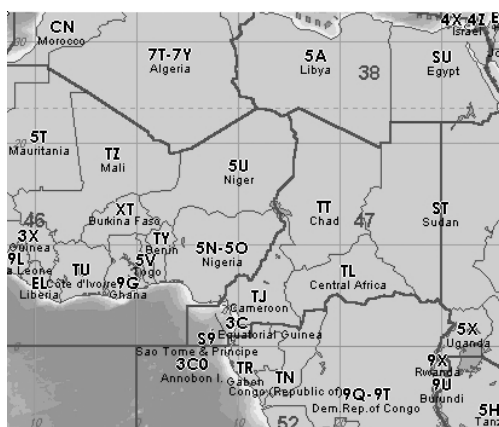 CN
Morocco
4X-4Z
Israel
7T-7Y
Algeria
5A
Libya
SU
Egypt
38
5T
Mauritania
TZ
Mali
5U
Niger
TT
Chad
ST
Sudan
20
XT
Burkina Faso
46
47
3X
Guinea
TY
Benin
5N-5O
Nigeria
9L
Leone
TU
Côte d'Ivoire
5V
Togo
9G
Ghana
EL
Liberia
TL
Central Africa
TJ
Cameroon
3C
Equatorial Guinea
5X
Uganda
S9
Sao Tome & Principe
3C0
Annobon I.
TR
Gabon
TN
Congo (Republic of)
9X
Rwanda
9U
Burundi
9Q-9T
Dem.Rep.of Congo
5H
52